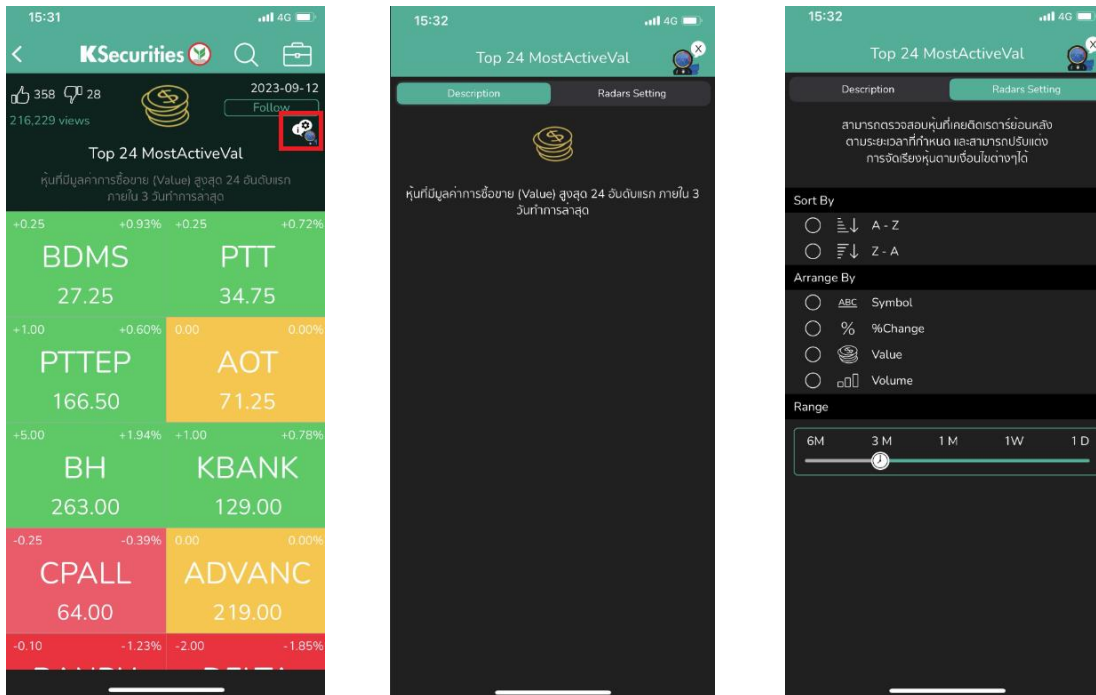 15:31
4G
KSecurities
358 28
2023-09-12
Follow
216,229 views
Top 24 MostActiveVal
หุ้นที่มีมูลค่าการซื้อขาย (Value) สูงสุด 24 อันดับแรก
ภายใน 3 วันทำการล่าสุด
+0.25 +0.93% +0.25 +0.72%
BDMS PTT
27.25 34.75
+1.00 +0.60% 0.00 0.00%
PTTEP AOT
166.50 71.25
+5.00 +1.94% +1.00 +0.78%
BH KBANK
263.00 129.00
-0.25 -0.39% 0.00 0.00%
CPALL ADVANC
64.00 219.00
-0.10 -1.23% -2.00 -1.85%
15:32
4G
Top 24 MostActiveVal
X
Description Radars Setting
หุ้นที่มีมูลค่าการซื้อขาย (Value) สูงสุด 24 อันดับแรก ภายใน 3
วันทำการล่าสุด
15:32
4G
Top 24 MostActiveVal
X
Description Radars Setting
สามารถตรวจสอบหุ้นที่เคยติดเรดาร์ย้อนหลัง
ตามระยะเวลาที่กำหนด และสามารถปรับแต่ง
การจัดเรียงหุ้นตามเงื่อนไขต่างๆได้
Sort By
A - Z
Z - A
Arrange By
ABC Symbol
% %Change
Value
Volume
Range
6M 3 M 1 M 1W 1 D